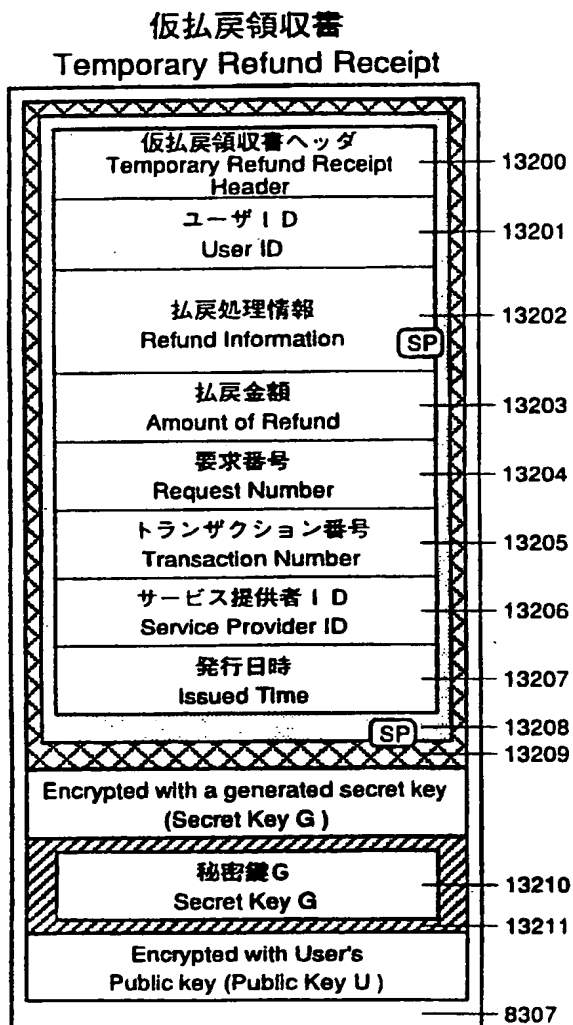 仮払戻領収書
Temporary Refund Receipt
仮払戻領収書ヘッダ
Temporary Refund Receipt
Header
13200
ユーザID
User ID
13201
払戻処理情報
Refund Information
SP
13202
払戻金額
Amount of Refund
13203
要求番号
Request Number
13204
トランザクション番号
Transaction Number
13205
サービス提供者ID
Service Provider ID
13206
発行日時
Issued Time
13207
SP
13208
13209
Encrypted with a generated secret key
(Secret Key G)
秘密鍵G
Secret Key G
13210
13211
Encrypted with User's
Public key (Public Key U)
8307